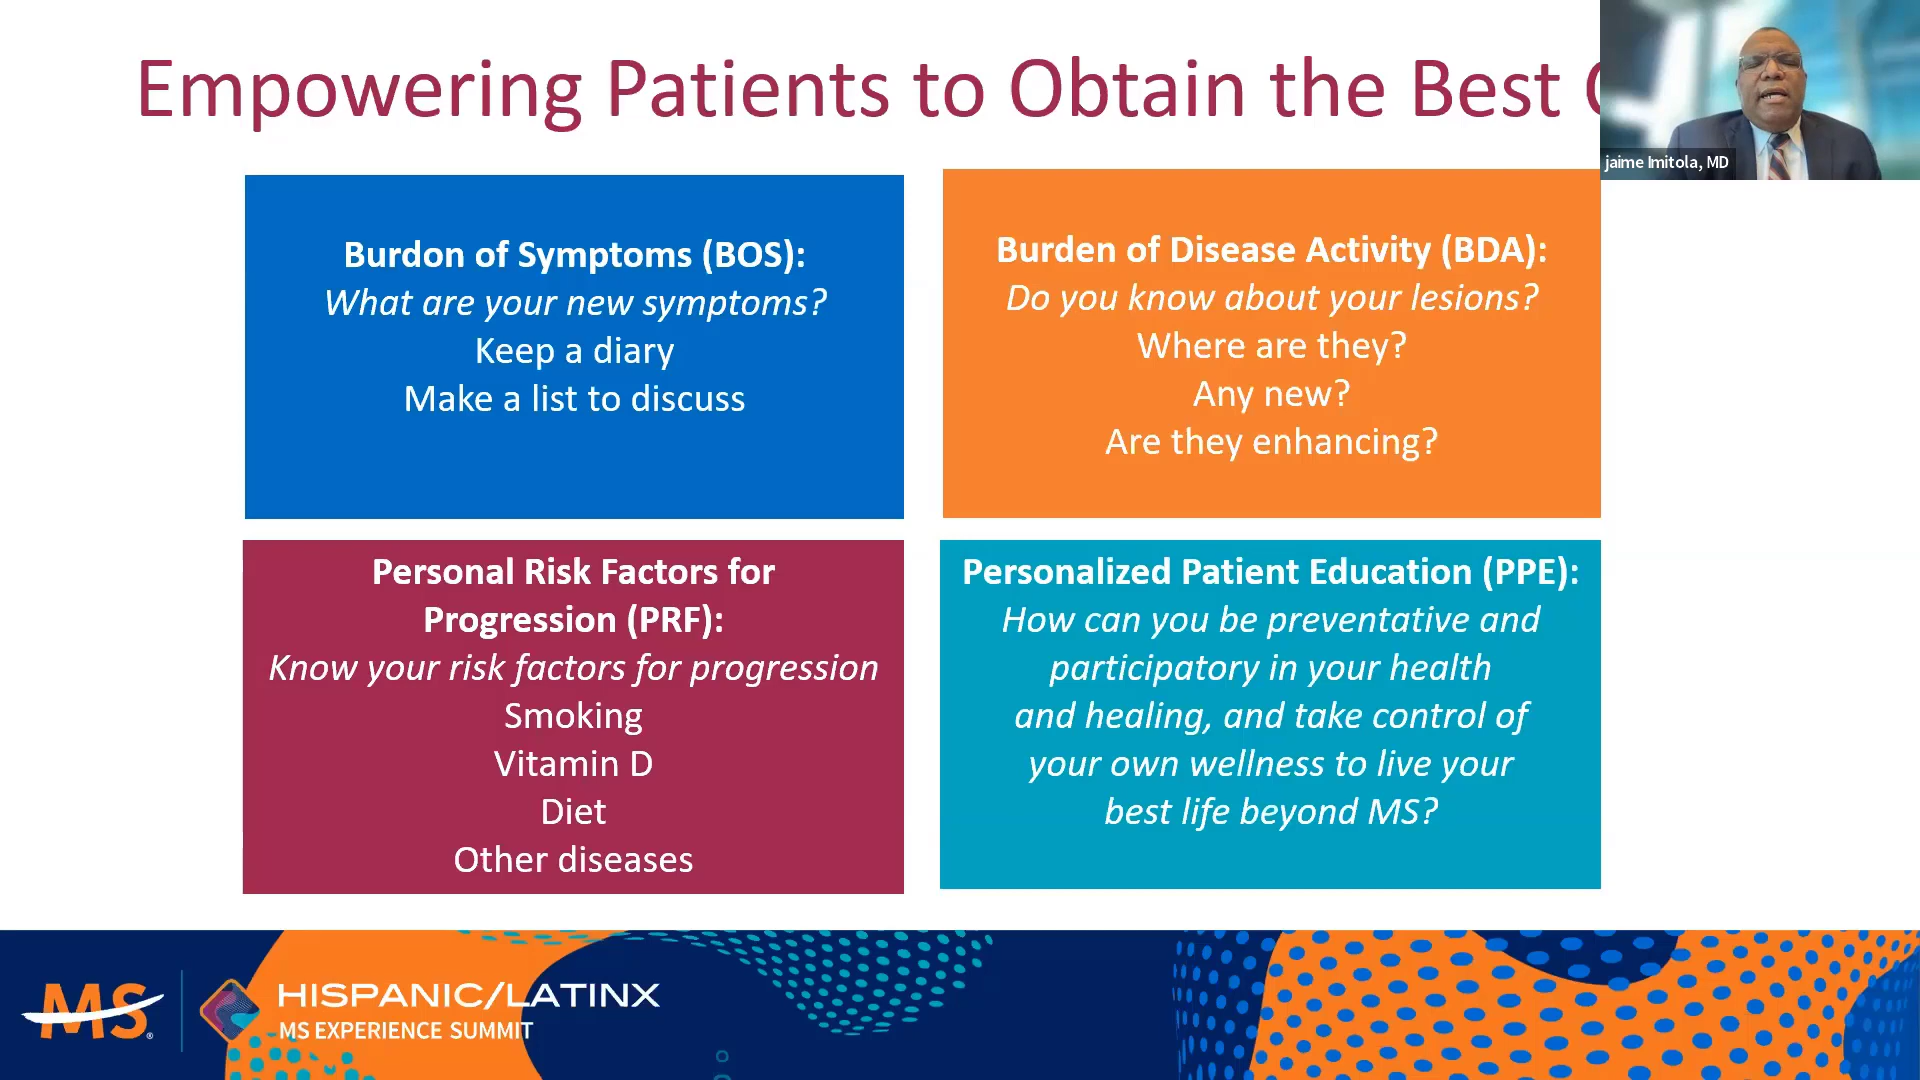 Empowering Patients to Obtain the Best
jaime Imitola, MD
Burdon of Symptoms (BOS):
What are your new symptoms?
Keep a diary
Make a list to discuss
Burden of Disease Activity (BDA):
Do you know about your lesions?
Where are they?
Any new?
Are they enhancing?
Personal Risk Factors for
Progression (PRF):
Know your risk factors for progression
Smoking
Vitamin D
Diet
Other diseases
Personalized Patient Education (PPE):
How can you be preventative and
participatory in your health
and healing, and take control of
your own wellness to live your
best life beyond MS?
MS®
HISPANIC/LATINX
MS EXPERIENCE SUMMIT